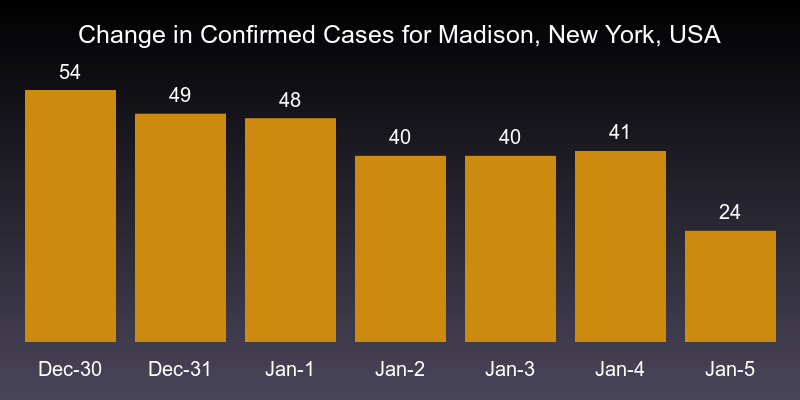 Change in Confirmed Cases for Madison, New York, USA
54
49
48
40
40
41
24
Dec-30
Dec-31
Jan-1
Jan-2
Jan-3
Jan-4
Jan-5